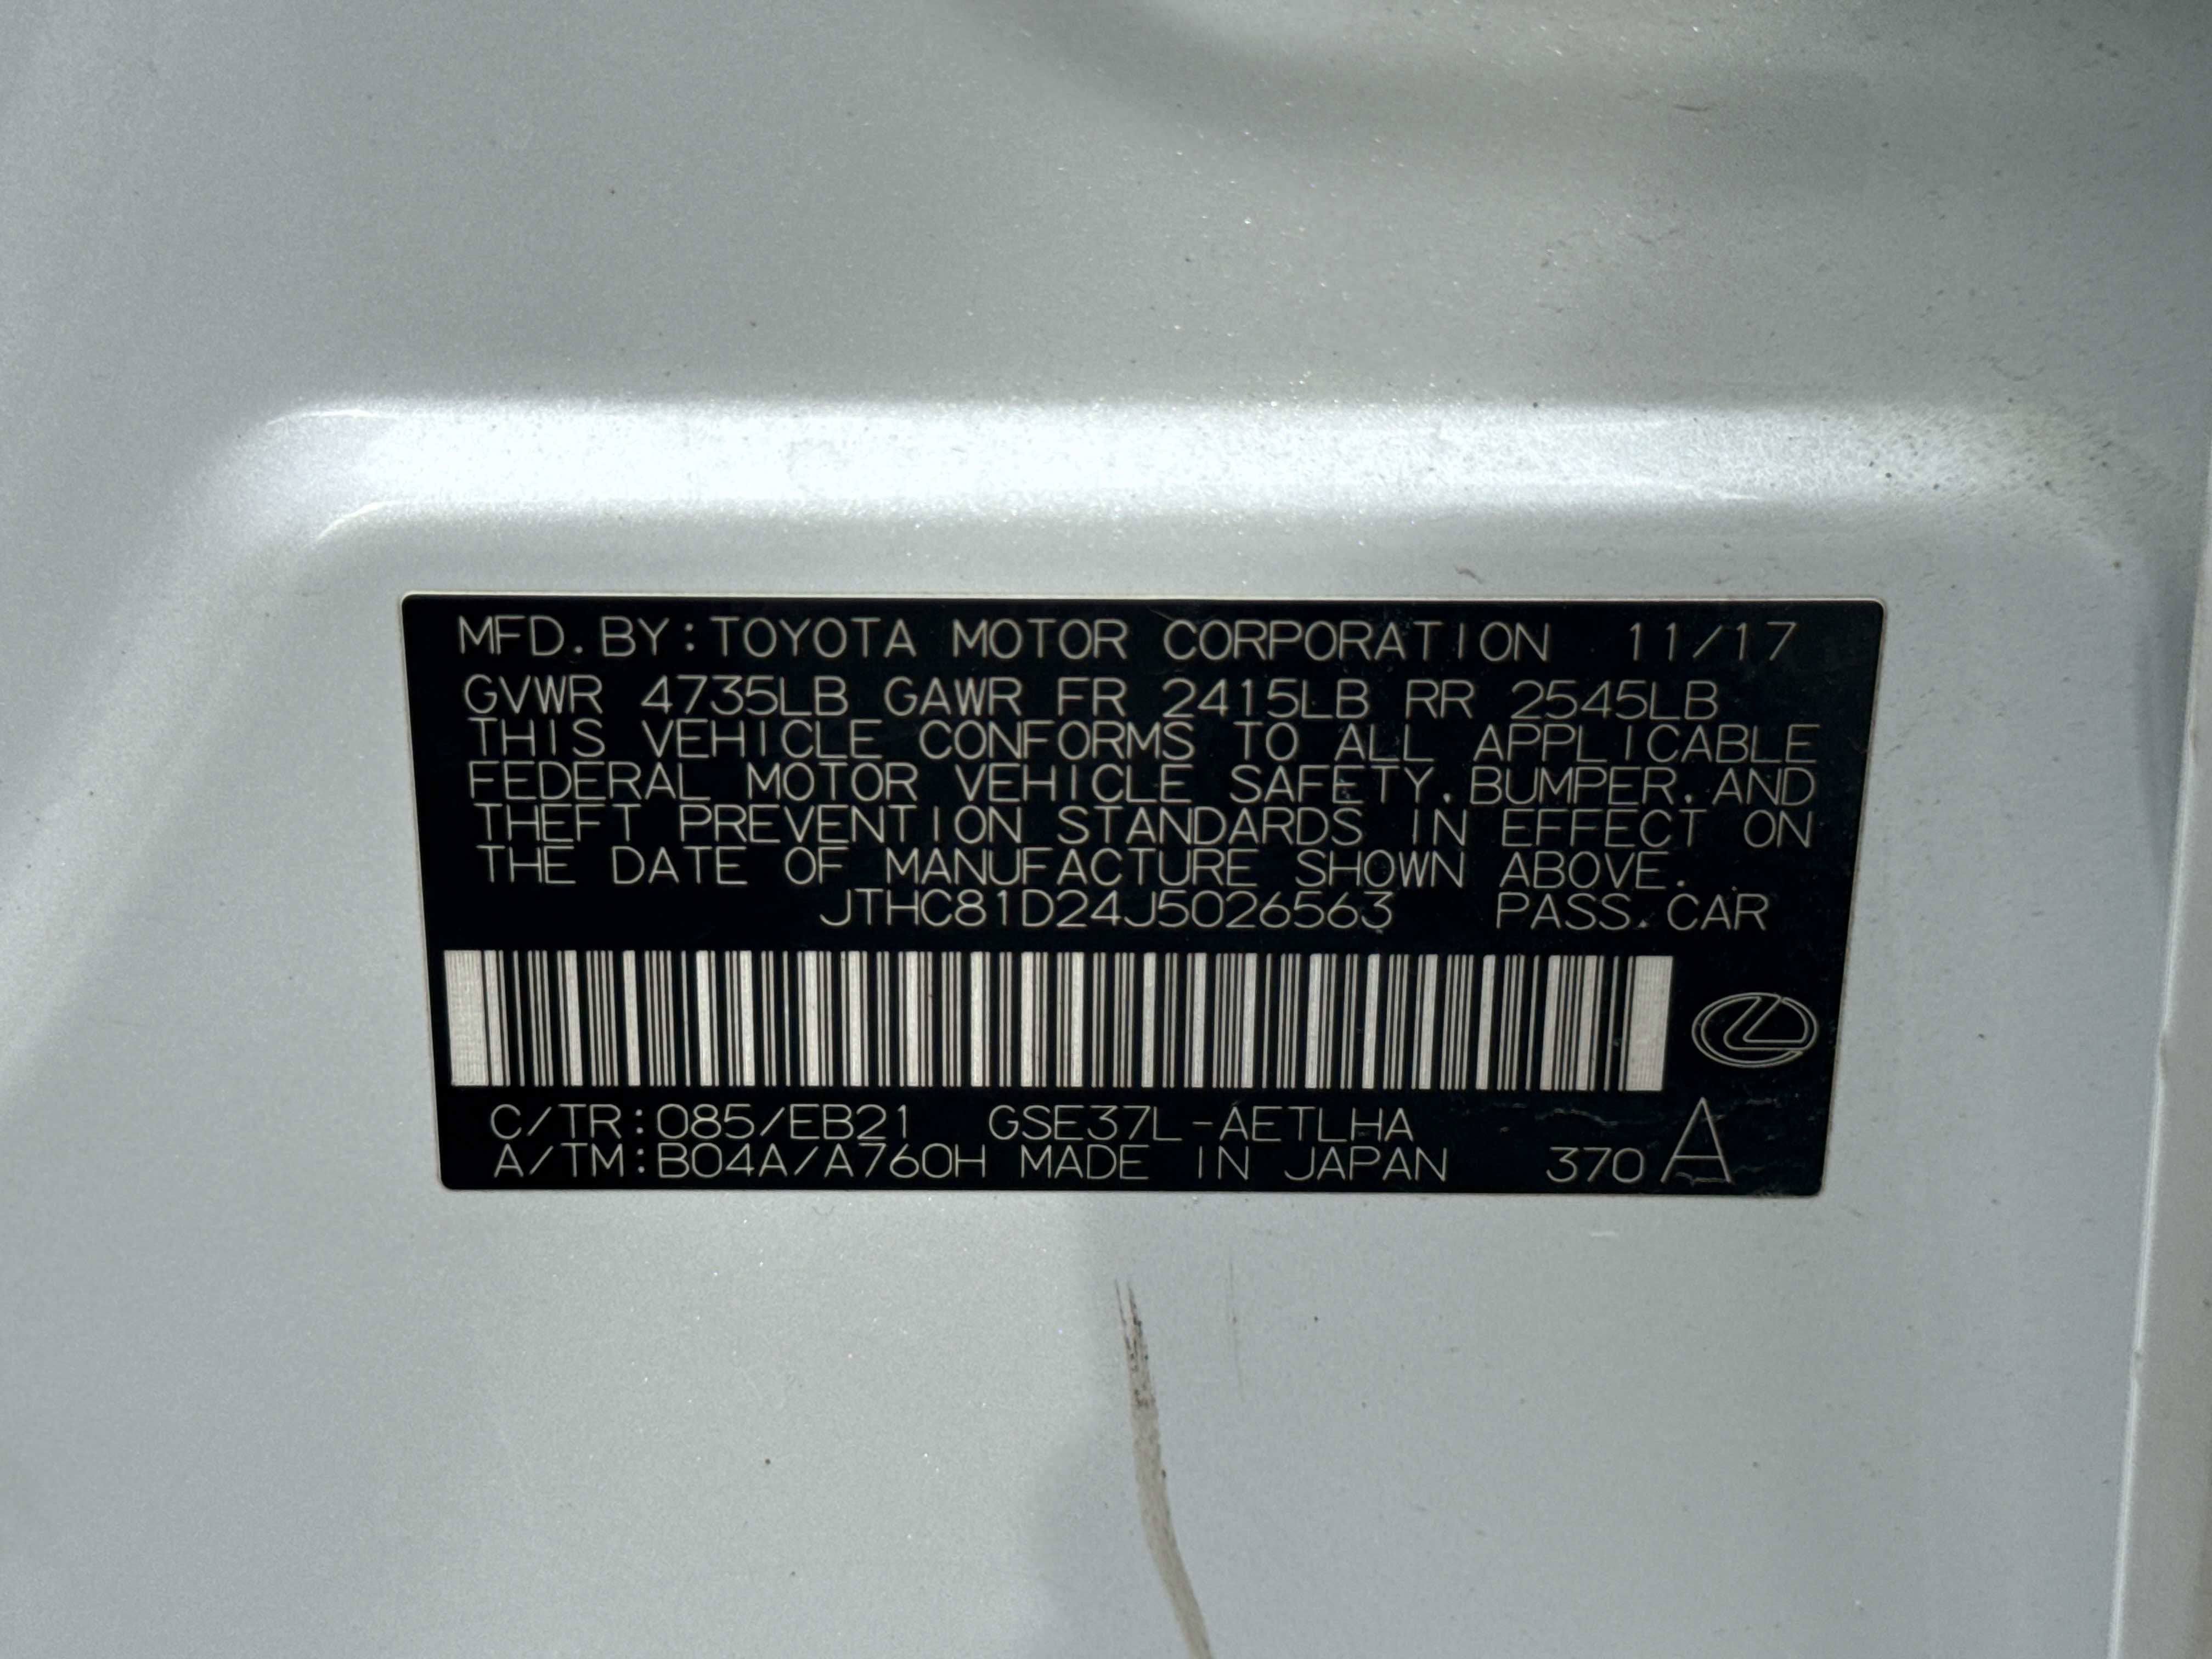 MFD. BY: TOYOTA MOTOR CORPORATION 11/17
GVWR 4735LB GAWR FR 2415LB RR 2545LB
THIS VEHICLE CONFORMS TO ALL APPLICABLE
FEDERAL MOTOR VEHICLE SAFETY, BUMPER, AND
THEFT PREVENTION STANDARDS IN EFFECT ON
THE DATE OF MANUFACTURE SHOWN ABOVE.
JTHC81D24J5026563 PASS. CAR
C/TR: 085/EB21 GSE37L-AETLHA
A/TM: B04A/A760H MADE IN JAPAN 370 A